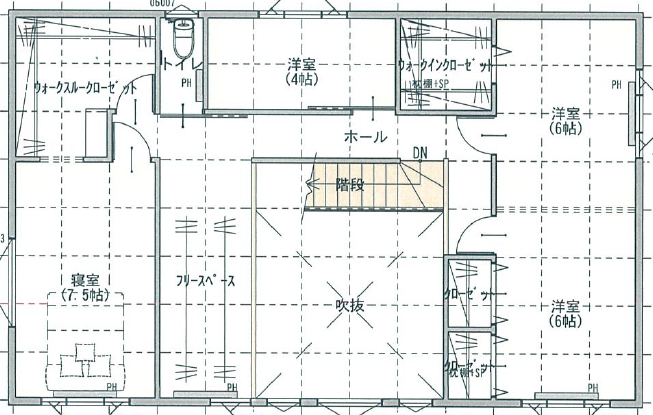 06007
トイレ
PH
洋室
(4帖)
ウォークインクローゼット
枕棚+SP
洋室
(6帖)
PH
ウォークスルークローゼット
ホール
DN
階段
3
寝室
(7.5帖)
PH
フリースペース
PH
吹抜
クローゼット
クローゼット
枕棚+SP
洋室
(6帖)
PH